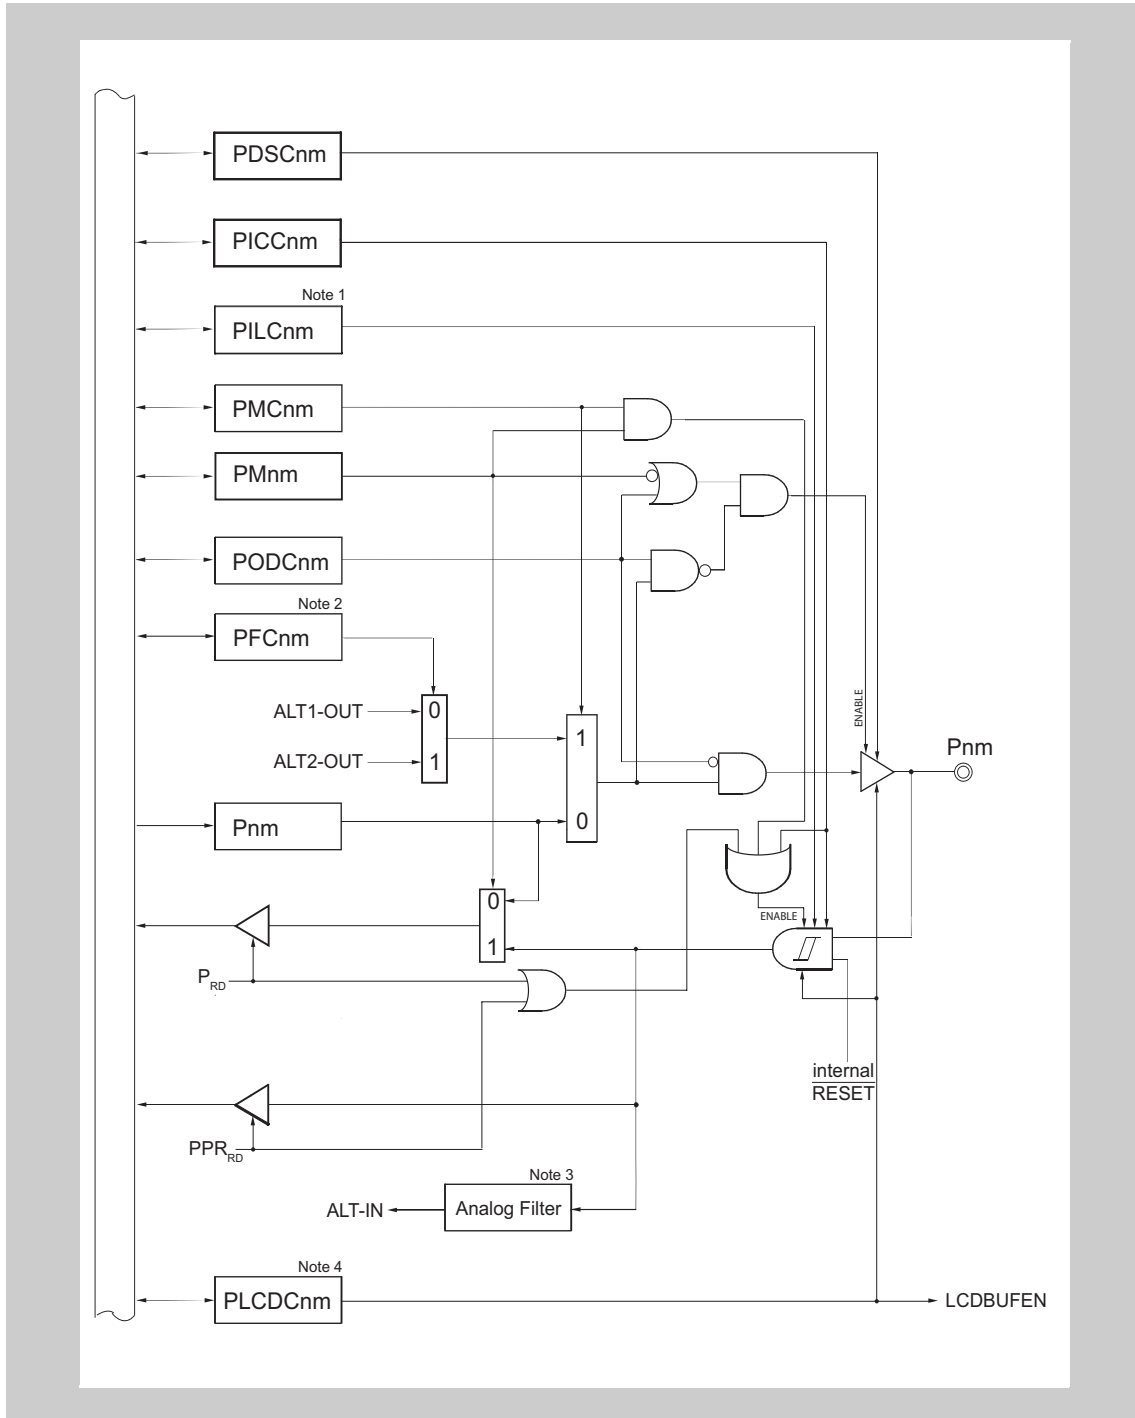 PDSCnm
PICCnm
Note 1
PILCnm
PMCnm
PMnm
PODCnm
Note 2
PFCnm
ALT1-OUT
0
ALT2-OUT
1
1
0
ENABLE
Pnm
Pnm
0
1
ENABLE
PRD
internal
RESET
PPRRD
Note 3
ALT-IN
Analog Filter
Note 4
PLCDCnm
LCDBUFEN